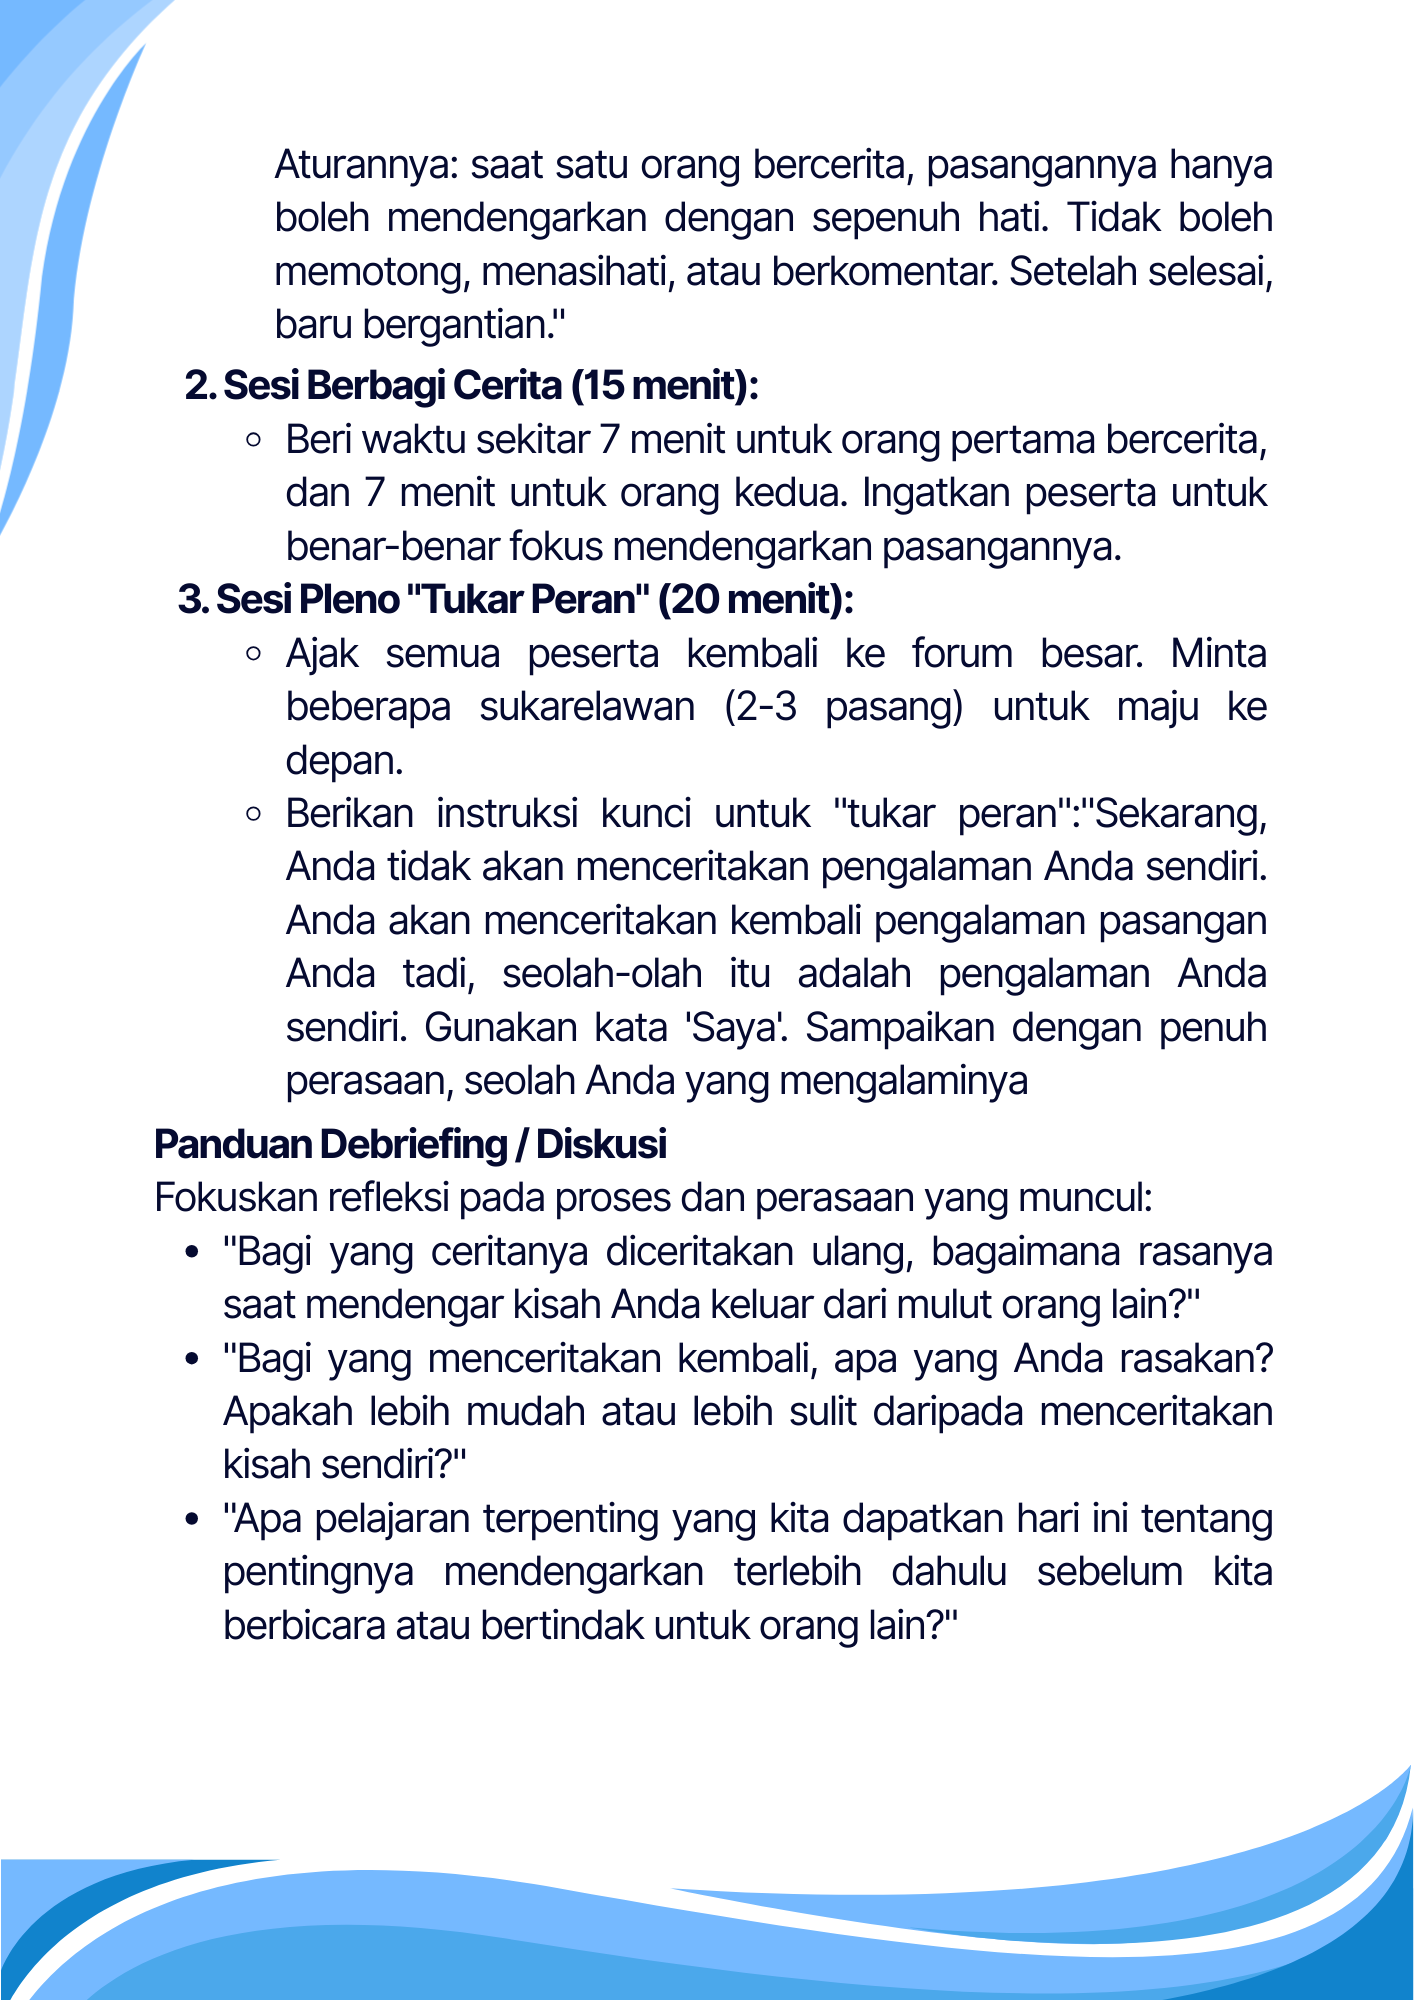 Aturannya: saat satu orang bercerita, pasangannya hanya
boleh mendengarkan dengan sepenuh hati. Tidak boleh
memotong, menasihati, atau berkomentar. Setelah selesai,
baru bergantian."
2. Sesi Berbagi Cerita (15 menit):
◦ Beri waktu sekitar 7 menit untuk orang pertama bercerita,
dan 7 menit untuk orang kedua. Ingatkan peserta untuk
benar-benar fokus mendengarkan pasangannya.
3. Sesi Pleno "Tukar Peran" (20 menit):
◦ Ajak semua peserta kembali ke forum besar. Minta
beberapa sukarelawan (2-3 pasang) untuk maju ke
depan.
◦ Berikan instruksi kunci untuk "tukar peran":"Sekarang,
Anda tidak akan menceritakan pengalaman Anda sendiri.
Anda akan menceritakan kembali pengalaman pasangan
Anda tadi, seolah-olah itu adalah pengalaman Anda
sendiri. Gunakan kata 'Saya'. Sampaikan dengan penuh
perasaan, seolah Anda yang mengalaminya
Panduan Debriefing / Diskusi
Fokuskan refleksi pada proses dan perasaan yang muncul:
• "Bagi yang ceritanya diceritakan ulang, bagaimana rasanya
saat mendengar kisah Anda keluar dari mulut orang lain?"
• "Bagi yang menceritakan kembali, apa yang Anda rasakan?
Apakah lebih mudah atau lebih sulit daripada menceritakan
kisah sendiri?"
• "Apa pelajaran terpenting yang kita dapatkan hari ini tentang
pentingnya mendengarkan terlebih dahulu sebelum kita
berbicara atau bertindak untuk orang lain?"